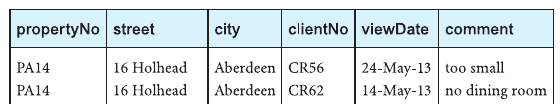 propertyNo street city clientNo viewDate comment
PA14 16 Holhead Aberdeen CR56 24-May-13 too small
PA14 16 Holhead Aberdeen CR62 14-May-13 no dining room